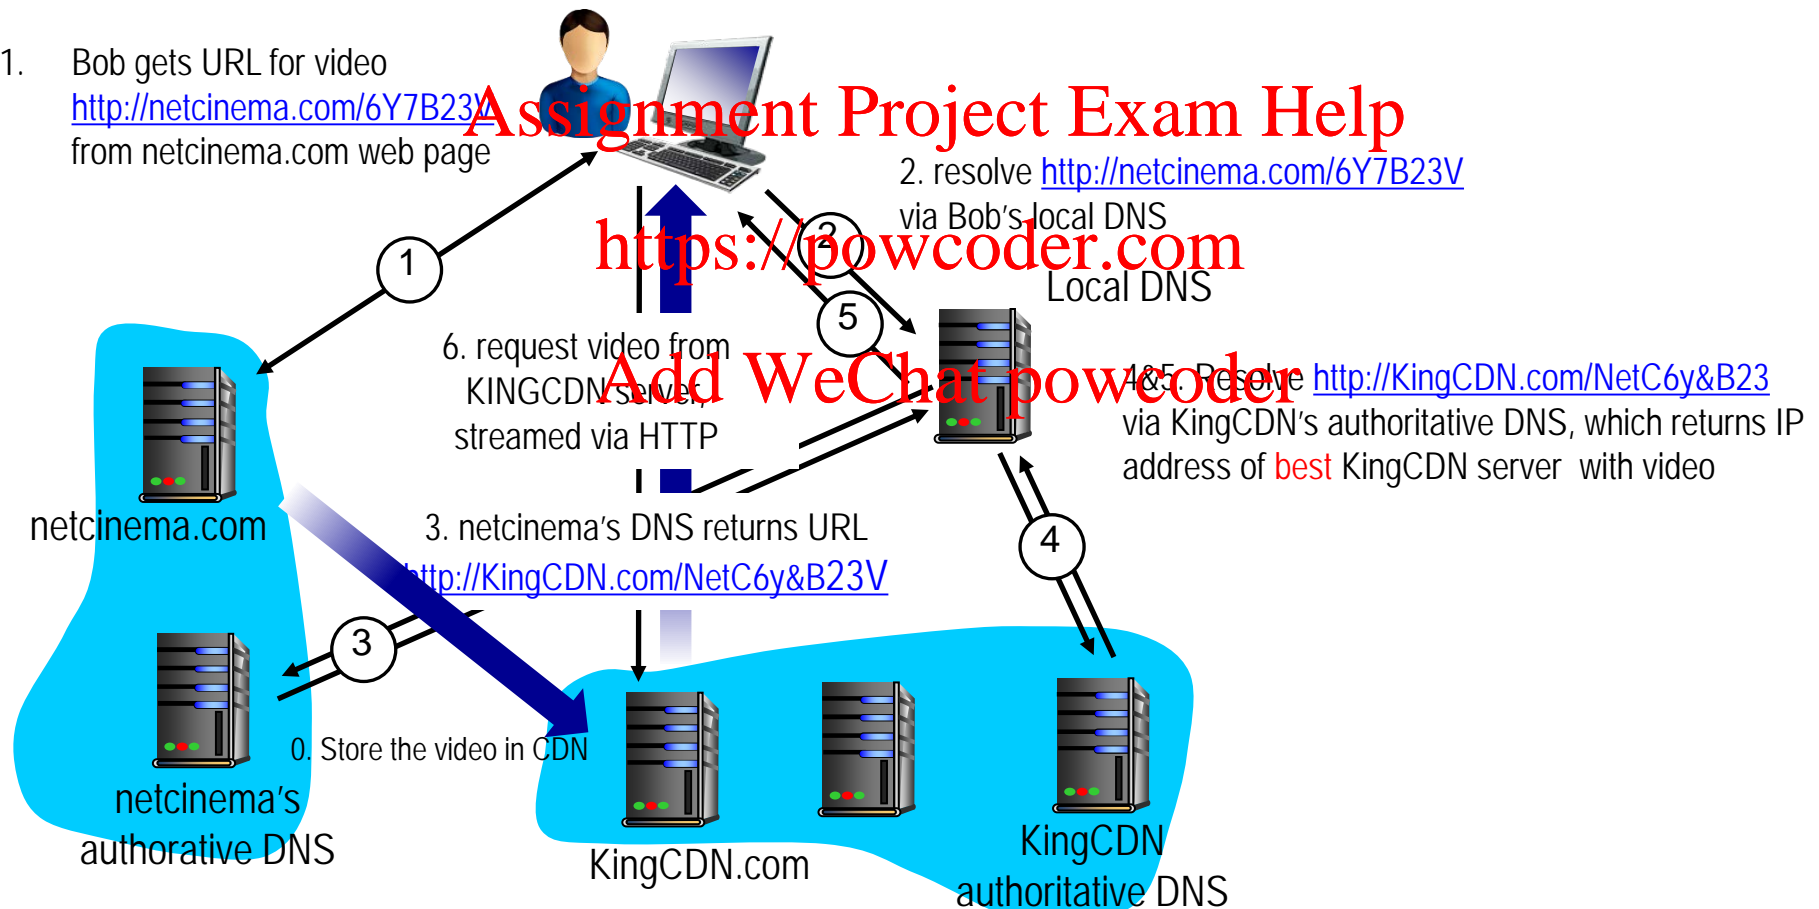 1. Bob gets URL for video
http://netcinema.com/6Y7B23V
from netcinema.com web page
Assignment Project Exam Help
2. resolve http://netcinema.com/6Y7B23V
via Bob's local DNS
https://powcoder.com
Local DNS
1
2
5
6. request video from
KINGCDN server,
streamed via HTTP
Add WeChat powcoder
4&5. Resolve http://KingCDN.com/NetC6y&B23
via KingCDN's authoritative DNS, which returns IP
address of best KingCDN server with video
netcinema.com
3. netcinema's DNS returns URL
http://KingCDN.com/NetC6y&B23V
4
3
0. Store the video in CDN
netcinema's
authorative DNS
KingCDN.com
KingCDN
authoritative DNS